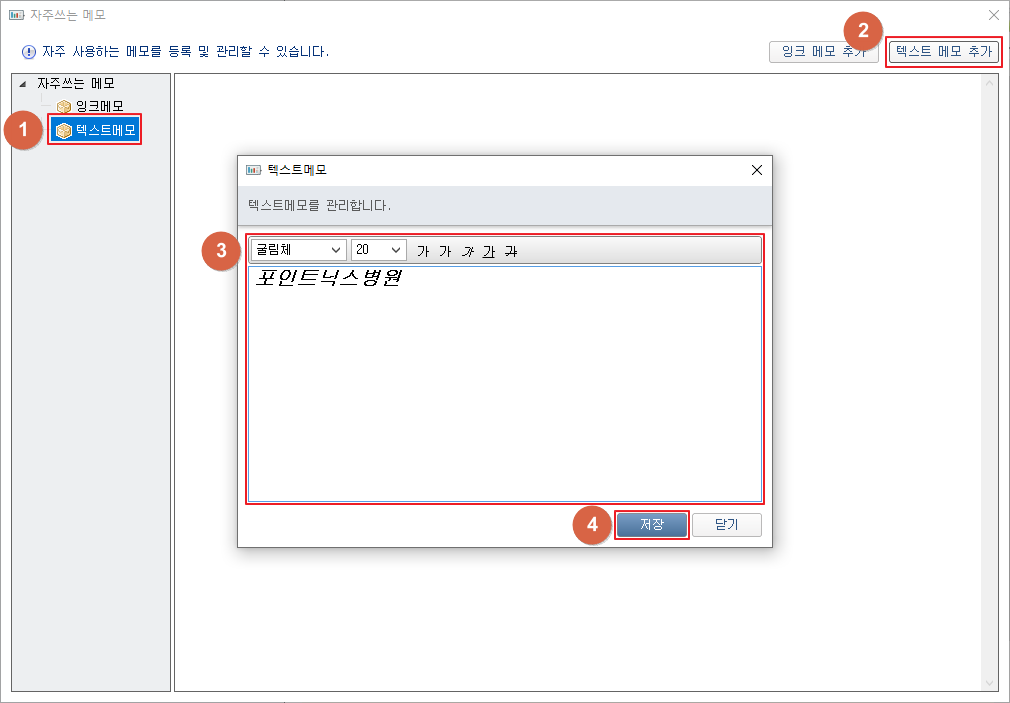 자주쓰는 메모
자주 사용하는 메모를 등록 및 관리할 수 있습니다.
2
잉크 메모 추가
텍스트 메모 추가
자주쓰는 메모
잉크메모
1
텍스트메모
텍스트메모
텍스트메모를 관리합니다.
3
굴림체
20
가 가 가 가 가
포인트닉스병원
4
저장
닫기